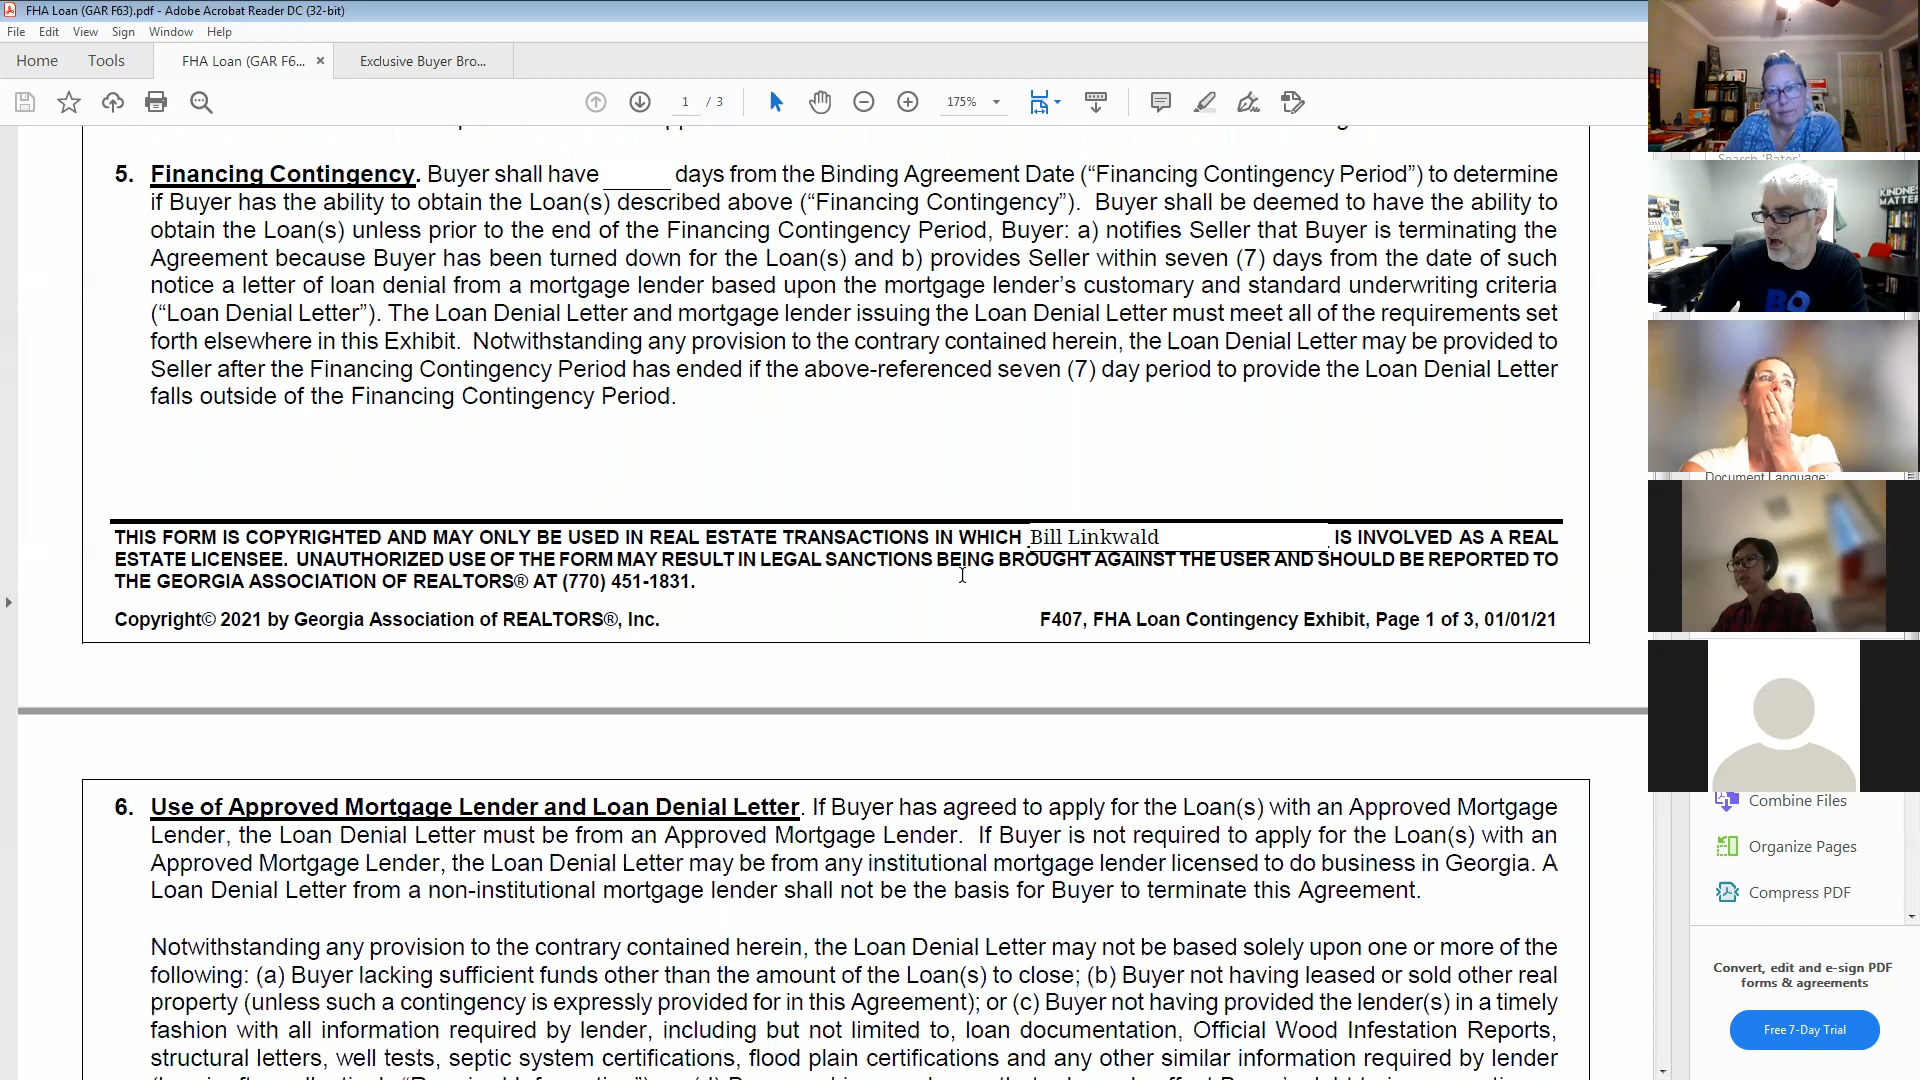 FHA Loan (GAR F63).pdf - Adobe Acrobat Reader DC (32-bit)
File Edit View Sign Window Help
Home Tools FHA Loan (GAR F6... × Exclusive Buyer Bro...
1 / 3 175%
5. Financing Contingency. Buyer shall have _____ days from the Binding Agreement Date (“Financing Contingency Period”) to determine
if Buyer has the ability to obtain the Loan(s) described above (“Financing Contingency”). Buyer shall be deemed to have the ability to
obtain the Loan(s) unless prior to the end of the Financing Contingency Period, Buyer: a) notifies Seller that Buyer is terminating the
Agreement because Buyer has been turned down for the Loan(s) and b) provides Seller within seven (7) days from the date of such
notice a letter of loan denial from a mortgage lender based upon the mortgage lender’s customary and standard underwriting criteria
(“Loan Denial Letter”). The Loan Denial Letter and mortgage lender issuing the Loan Denial Letter must meet all of the requirements set
forth elsewhere in this Exhibit. Notwithstanding any provision to the contrary contained herein, the Loan Denial Letter may be provided to
Seller after the Financing Contingency Period has ended if the above-referenced seven (7) day period to provide the Loan Denial Letter
falls outside of the Financing Contingency Period.
THIS FORM IS COPYRIGHTED AND MAY ONLY BE USED IN REAL ESTATE TRANSACTIONS IN WHICH Bill Linkwald IS INVOLVED AS A REAL
ESTATE LICENSEE. UNAUTHORIZED USE OF THE FORM MAY RESULT IN LEGAL SANCTIONS BEING BROUGHT AGAINST THE USER AND SHOULD BE REPORTED TO
THE GEORGIA ASSOCIATION OF REALTORS® AT (770) 451-1831.
Copyright© 2021 by Georgia Association of REALTORS®, Inc. F407, FHA Loan Contingency Exhibit, Page 1 of 3, 01/01/21
6. Use of Approved Mortgage Lender and Loan Denial Letter. If Buyer has agreed to apply for the Loan(s) with an Approved Mortgage
Lender, the Loan Denial Letter must be from an Approved Mortgage Lender. If Buyer is not required to apply for the Loan(s) with an
Approved Mortgage Lender, the Loan Denial Letter may be from any institutional mortgage lender licensed to do business in Georgia. A
Loan Denial Letter from a non-institutional mortgage lender shall not be the basis for Buyer to terminate this Agreement.
Notwithstanding any provision to the contrary contained herein, the Loan Denial Letter may not be based solely upon one or more of the
following: (a) Buyer lacking sufficient funds other than the amount of the Loan(s) to close; (b) Buyer not having leased or sold other real
property (unless such a contingency is expressly provided for in this Agreement); or (c) Buyer not having provided the lender(s) in a timely
fashion with all information required by lender, including but not limited to, loan documentation, Official Wood Infestation Reports,
structural letters, well tests, septic system certifications, flood plain certifications and any other similar information required by lender
Search 'Bates'
KINDNESS
MATTER
BO
Document Language:
Combine Files
Organize Pages
Compress PDF
Convert, edit and e-sign PDF
forms & agreements
Free 7-Day Trial